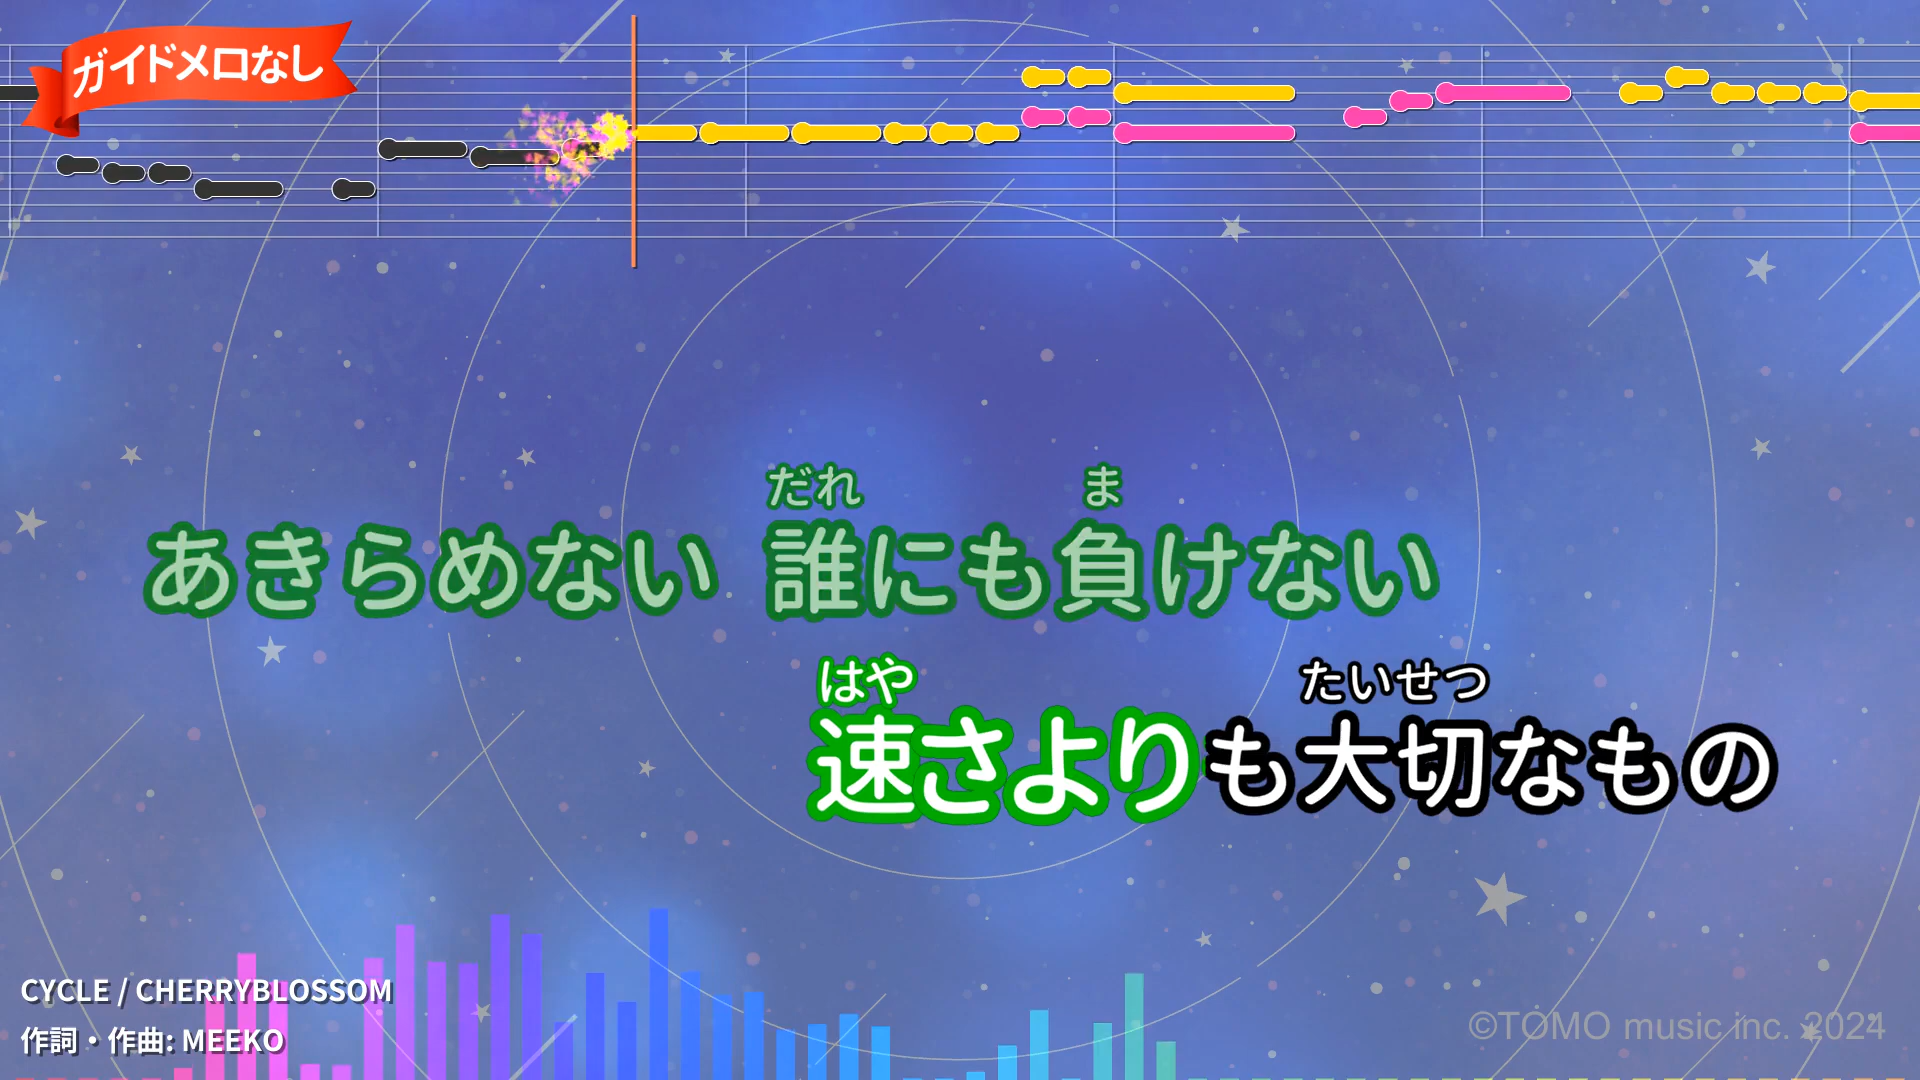 ガイドメロなし
だれ ま
あきらめない 誰にも負けない
はや たいせつ
速さよりも大切なもの
CYCLE / CHERRYBLOSSOM
作詞・作曲: MEEKO
©TOMO music inc. 2024